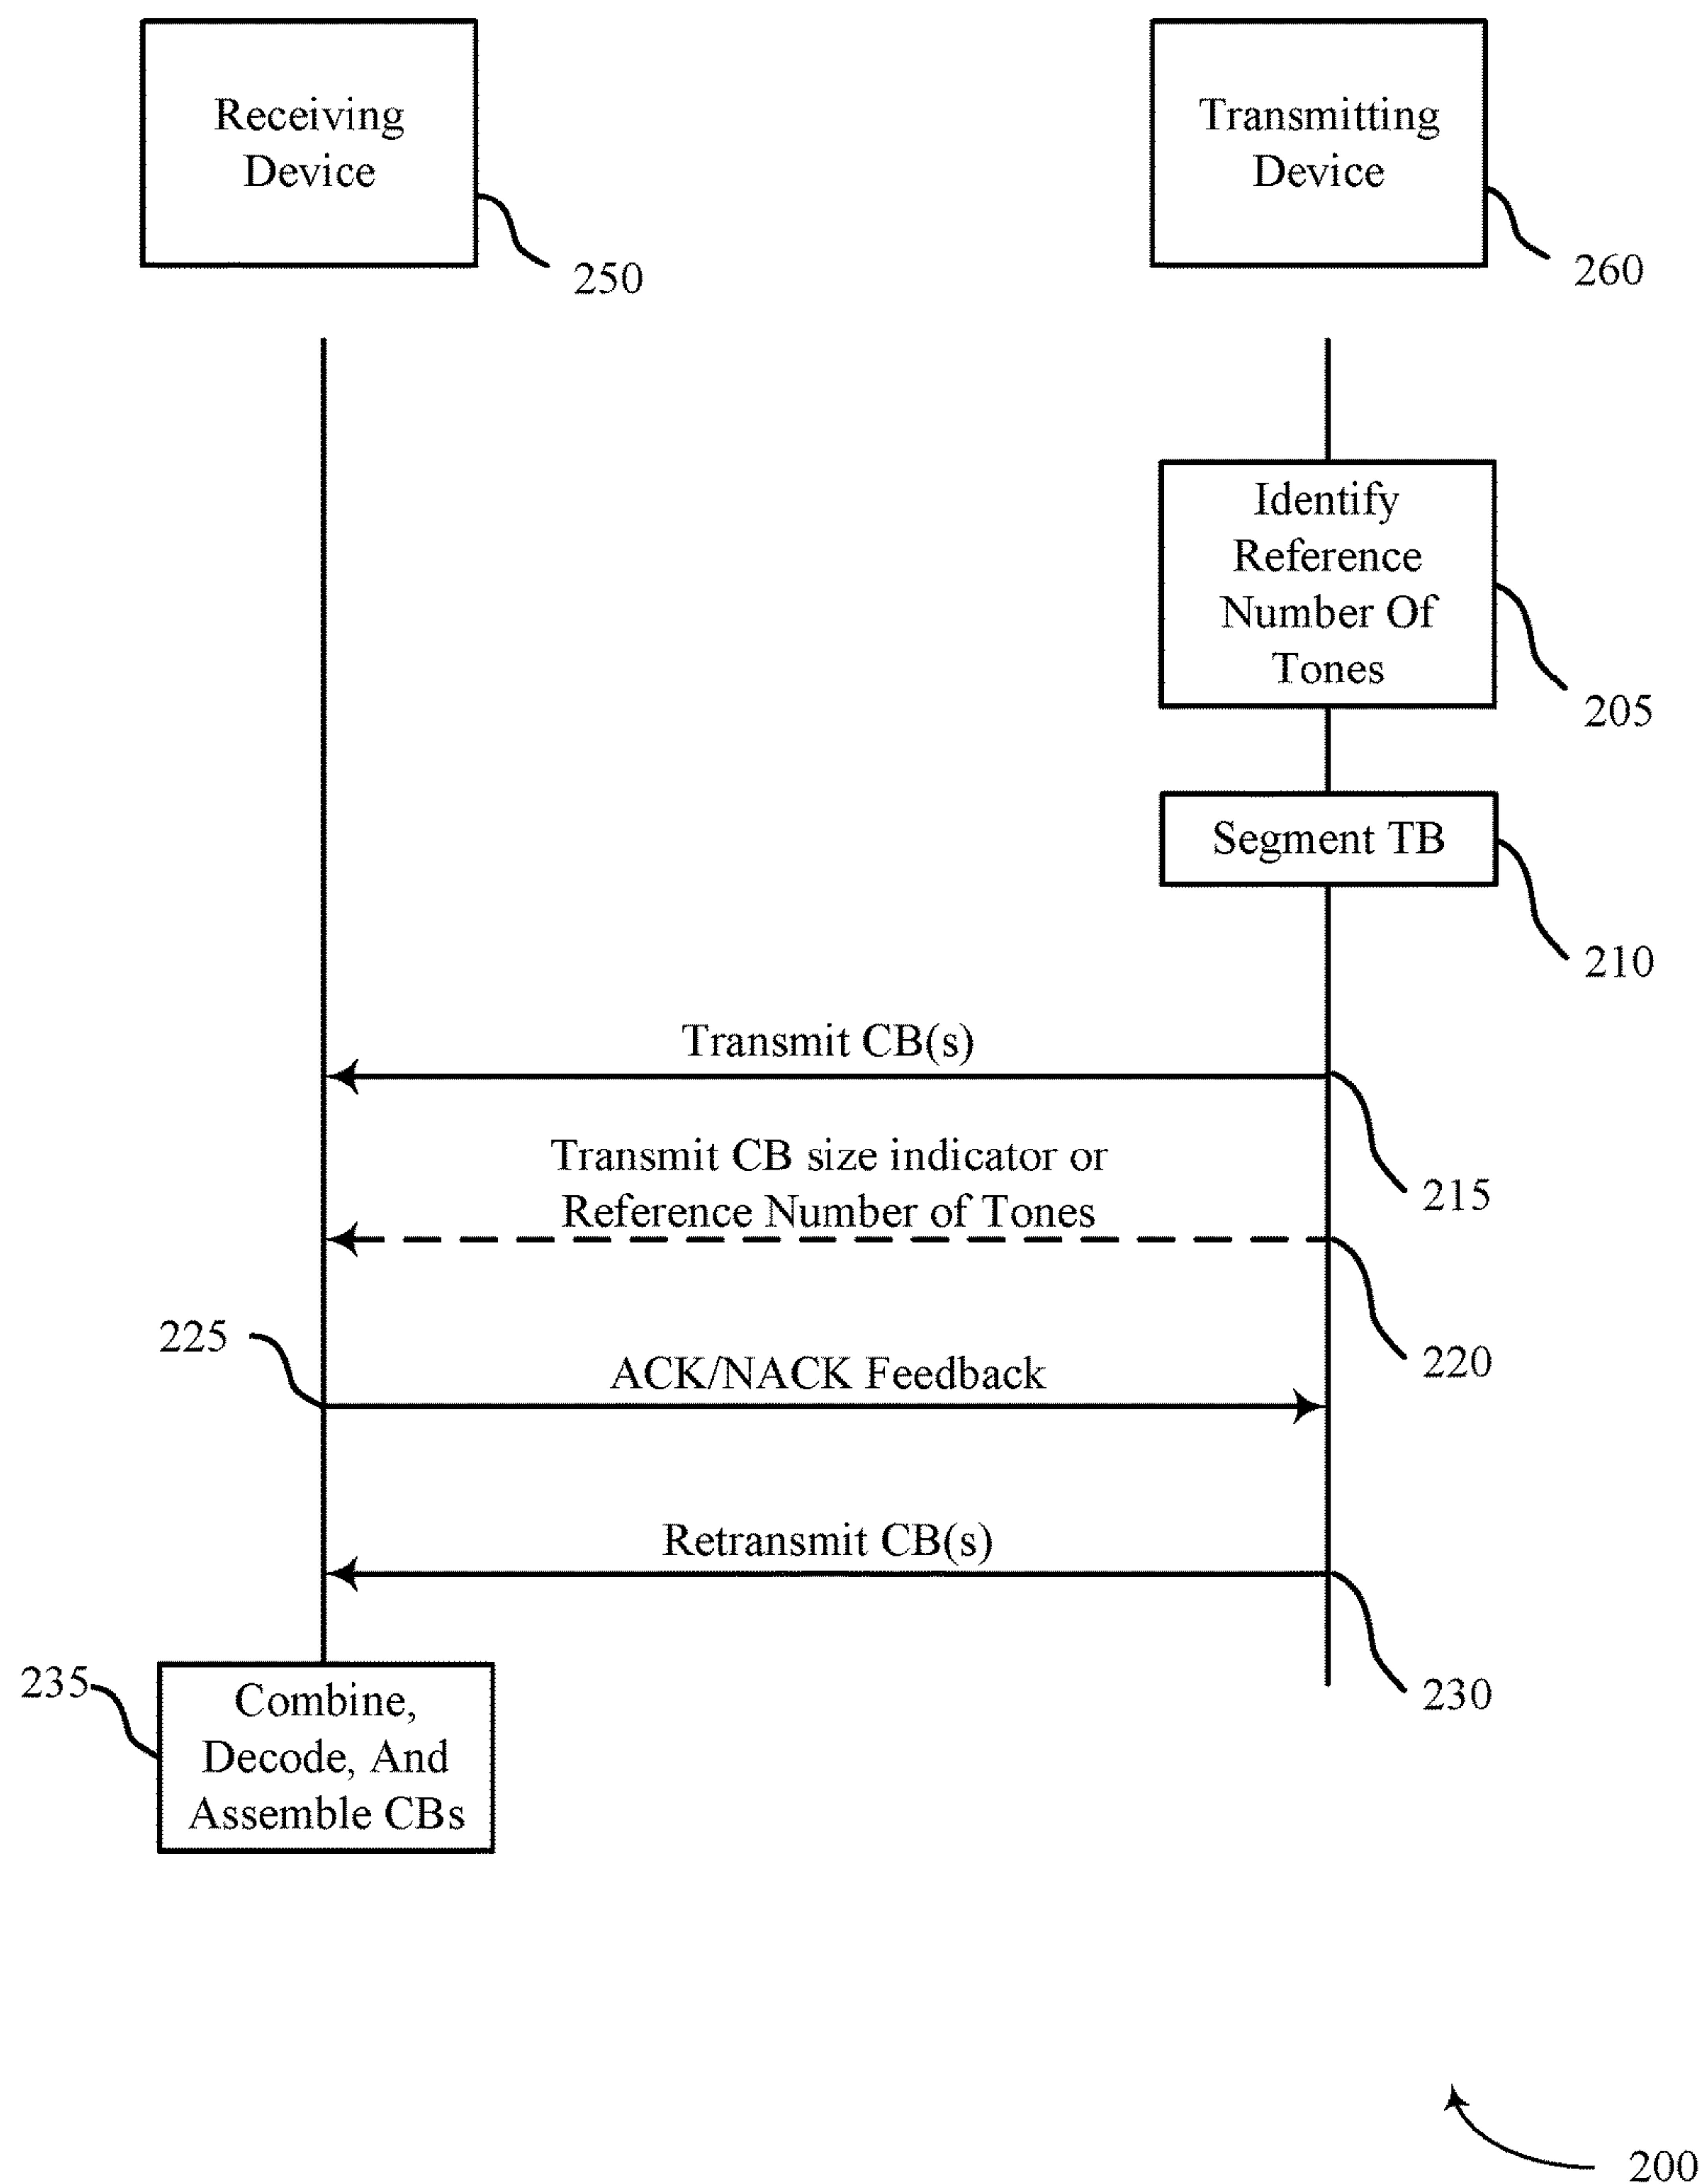 Receiving
Device
250
Transmitting
Device
260
Identify
Reference
Number Of
Tones
205
Segment TB
210
Transmit CB(s)
215
Transmit CB size indicator or
Reference Number of Tones
220
225
ACK/NACK Feedback
Retransmit CB(s)
230
235
Combine,
Decode, And
Assemble CBs
200